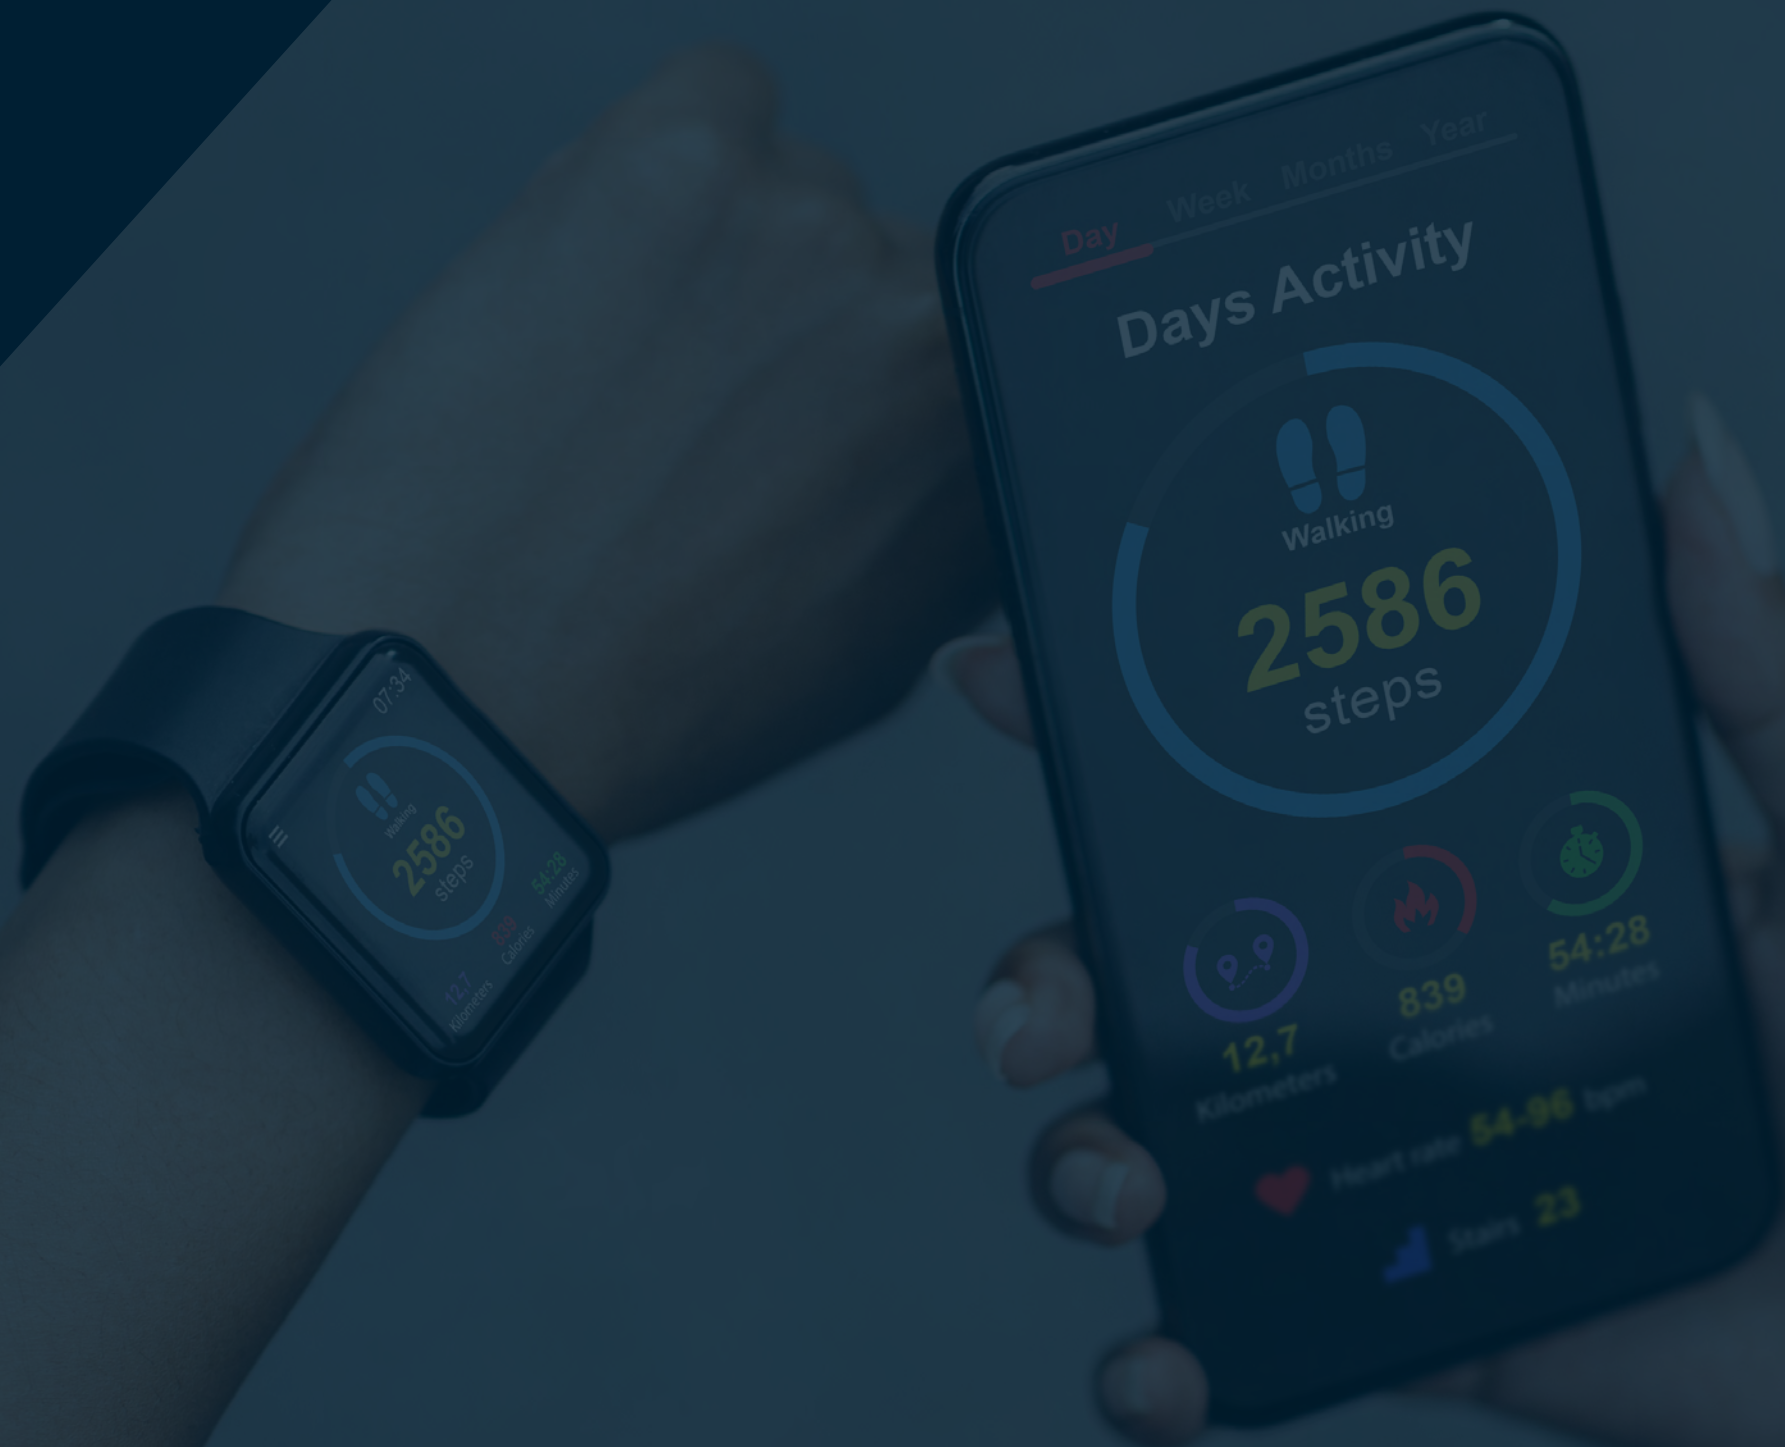 07:34
Walking
2586
steps
12,7
Kilometers
839
Calories
54:28
Minutes
Day Week Months Year
Days Activity
Walking
2586
steps
12,7
Kilometers
839
Calories
54:28
Minutes
Heart rate 54-96 bpm
Stairs 23